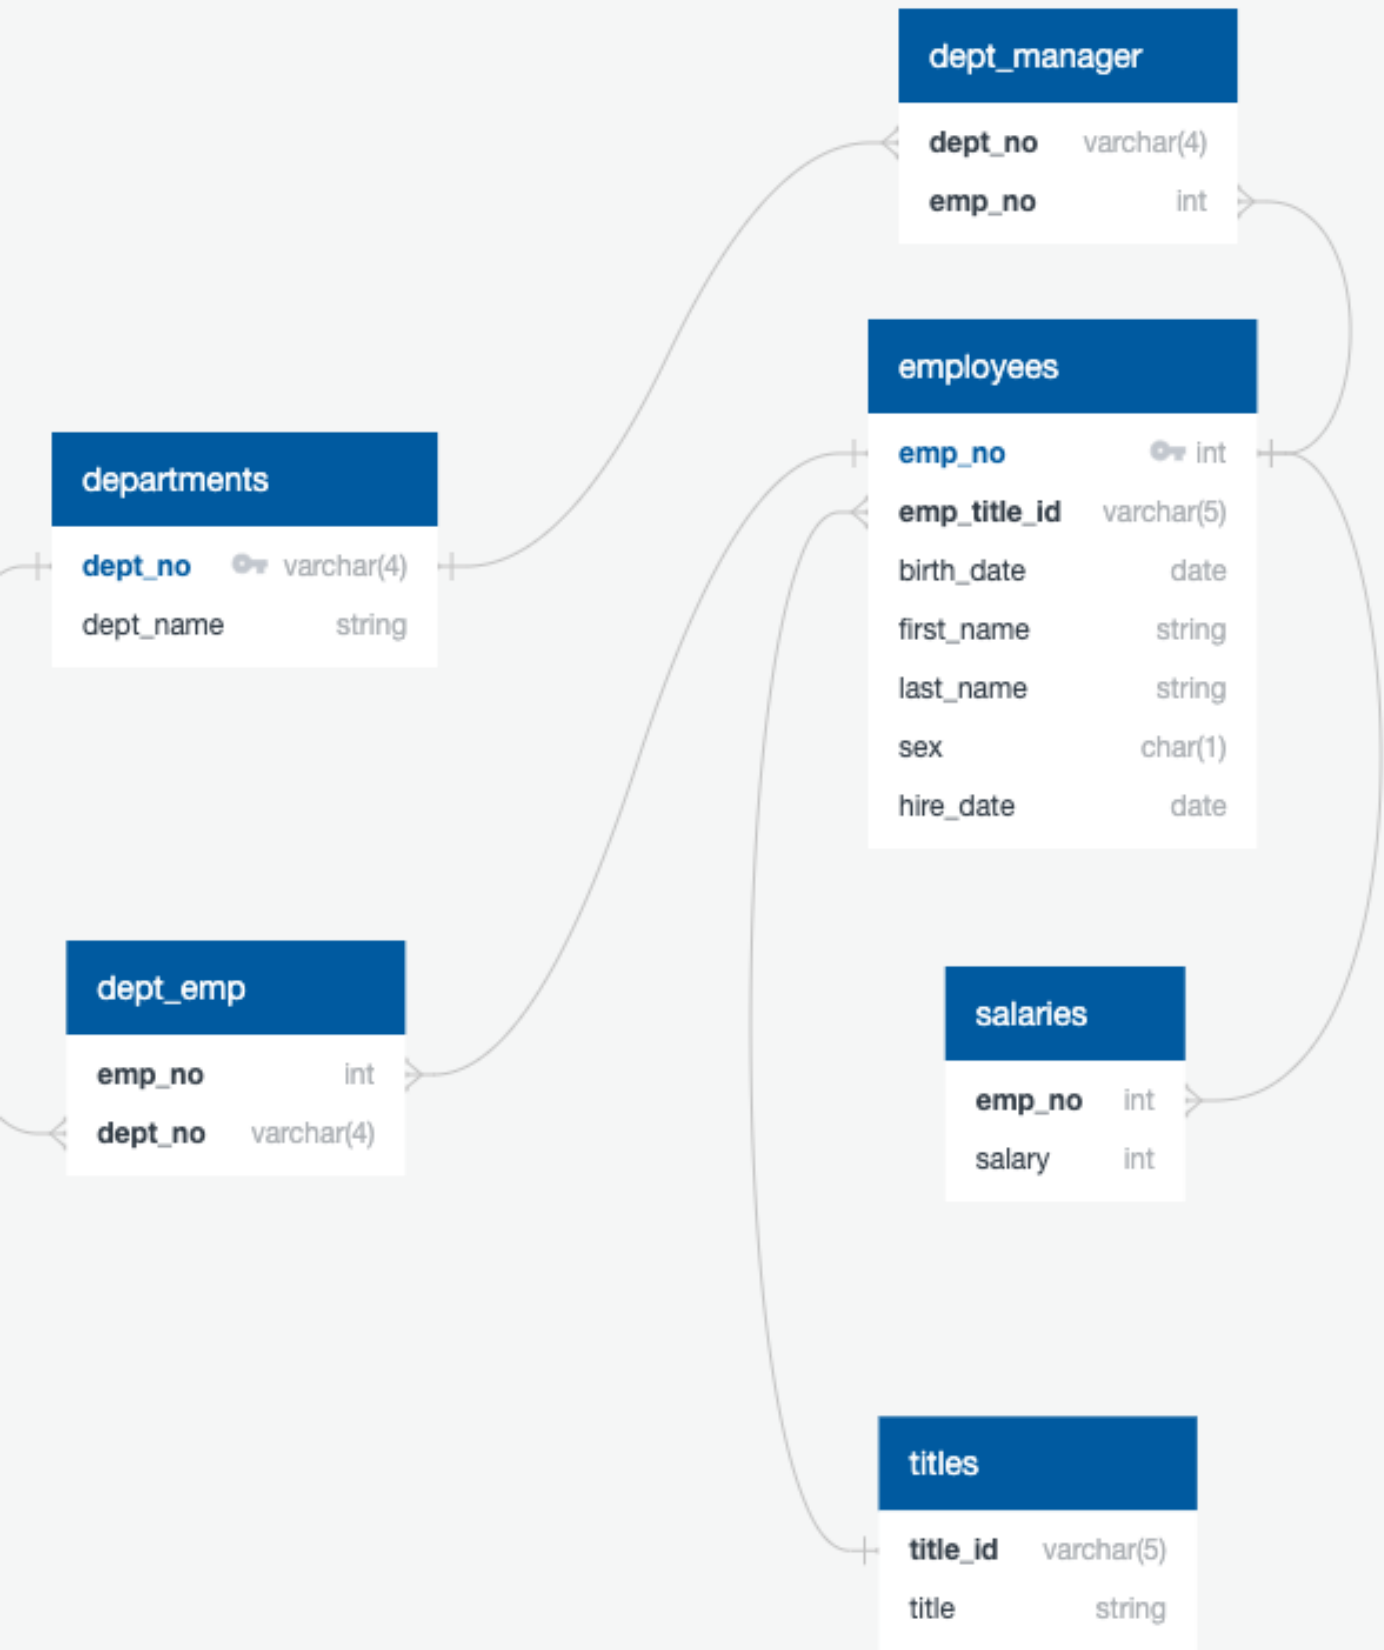 dept_manager
dept_no varchar(4)
emp_no int
employees
emp_no int
emp_title_id varchar(5)
birth_date date
first_name string
last_name string
sex char(1)
hire_date date
departments
dept_no varchar(4)
dept_name string
dept_emp
emp_no int
dept_no varchar(4)
salaries
emp_no int
salary int
titles
title_id varchar(5)
title string